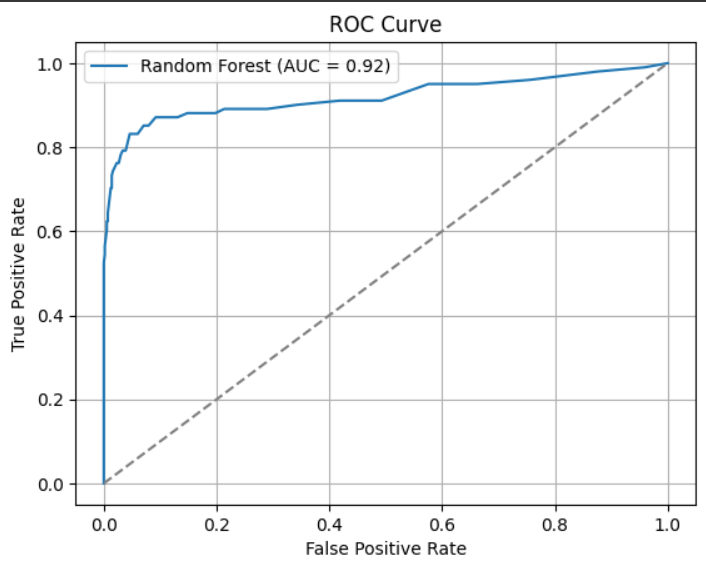 ROC Curve
Random Forest (AUC = 0.92)
True Positive Rate
1.0
0.8
0.6
0.4
0.2
0.0
0.0 0.2 0.4 0.6 0.8 1.0
False Positive Rate